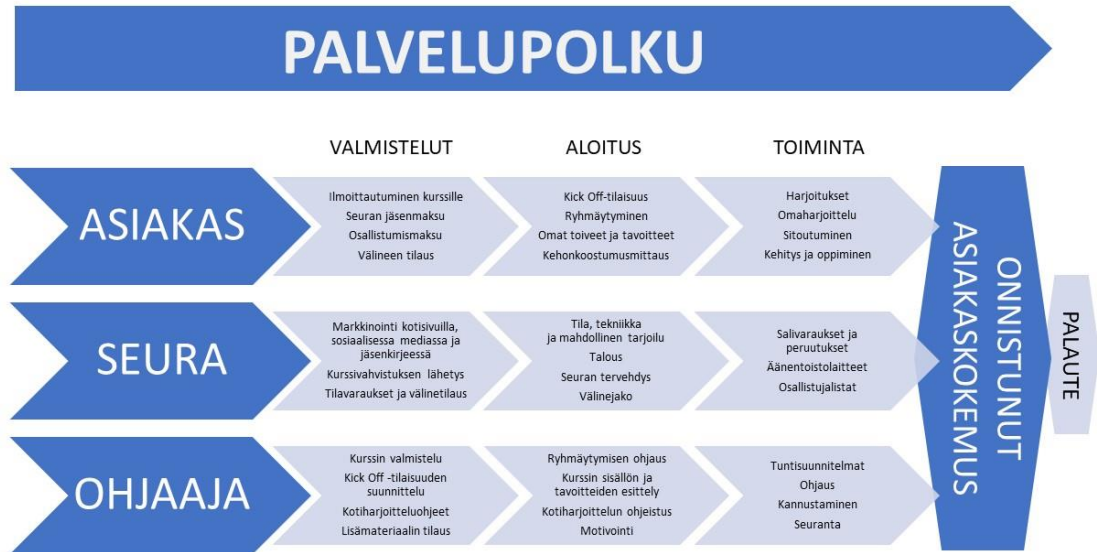 PALVELUPOLKU
VALMISTELUT
ALOITUS
TOIMINTA
ASIAKAS
Ilmoittautuminen kurssille
Seuran jäsenmaksu
Osallistumismaksu
Välineen tilaus
Kick Off-tilaisuus
Ryhmäytyminen
Omat toiveet ja tavoitteet
Kehonkoostumusmittaus
Harjoitukset
Omaharjoittelu
Sitoutuminen
Kehitys ja oppiminen
SEURA
Markkinointi kotisivuilla,
sosiaalisessa mediassa ja
jäsenkirjeessä
Kurssivahvistuksen lähetys
Tilavaraukset ja välinetilaus
Tila, tekniikka
ja mahdollinen tarjoilu
Talous
Seuran tervehdys
Välinejako
Salivaraukset ja
peruutukset
Äänentoistolaitteet
Osallistujalistat
OHJAAJA
Kurssin valmistelu
Kick Off -tilaisuuden
suunnittelu
Kotiharjoitteluohjeet
Lisämateriaalin tilaus
Ryhmäytymisen ohjaus
Kurssin sisällön ja
tavoitteiden esittely
Kotiharjoittelun ohjeistus
Motivointi
Tuntisuunnitelmat
Ohjaus
Kannustaminen
Seuranta
ONNISTUNUT
ASIAKASKOKEMUS
PALAUTE